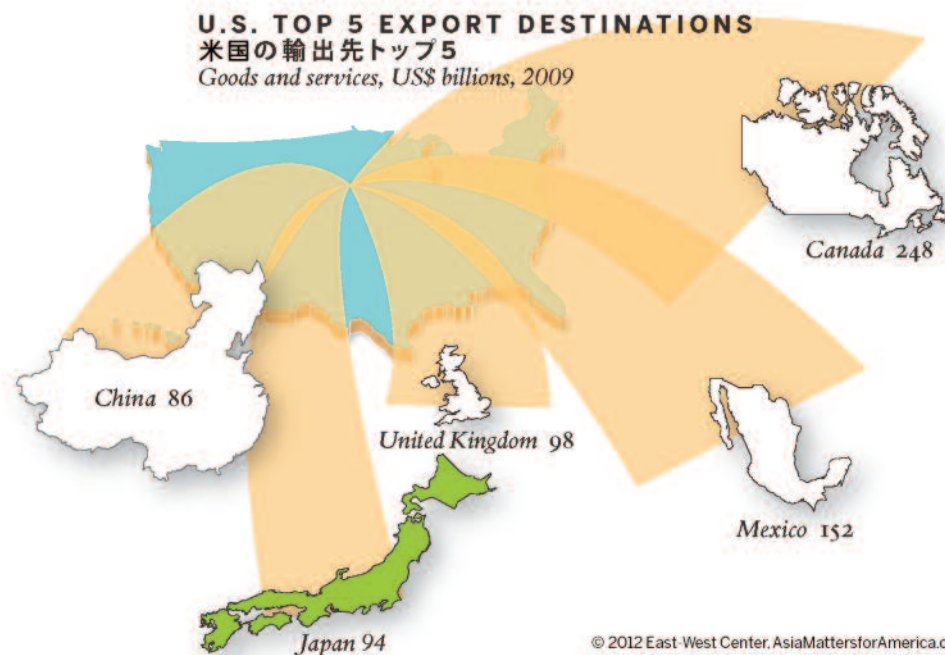 U.S. TOP 5 EXPORT DESTINATIONS
米国の輸出先トップ5
Goods and services, US$ billions, 2009
Canada 248
China 86
United Kingdom 98
Mexico 152
Japan 94
© 2012 East-West Center. AsiaMattersforAmerica.o